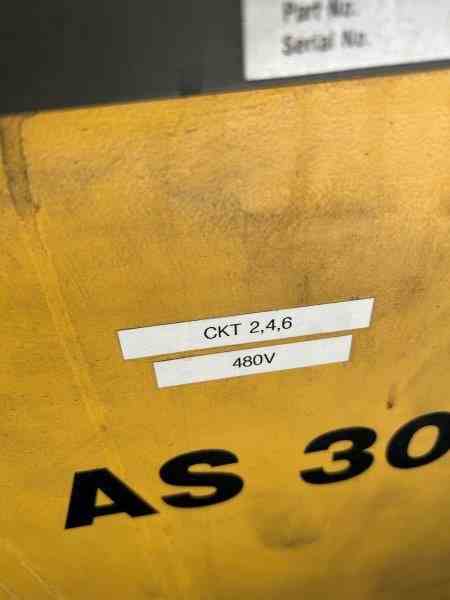 Part No.
Serial No.
CKT 2,4,6
480V
AS 30